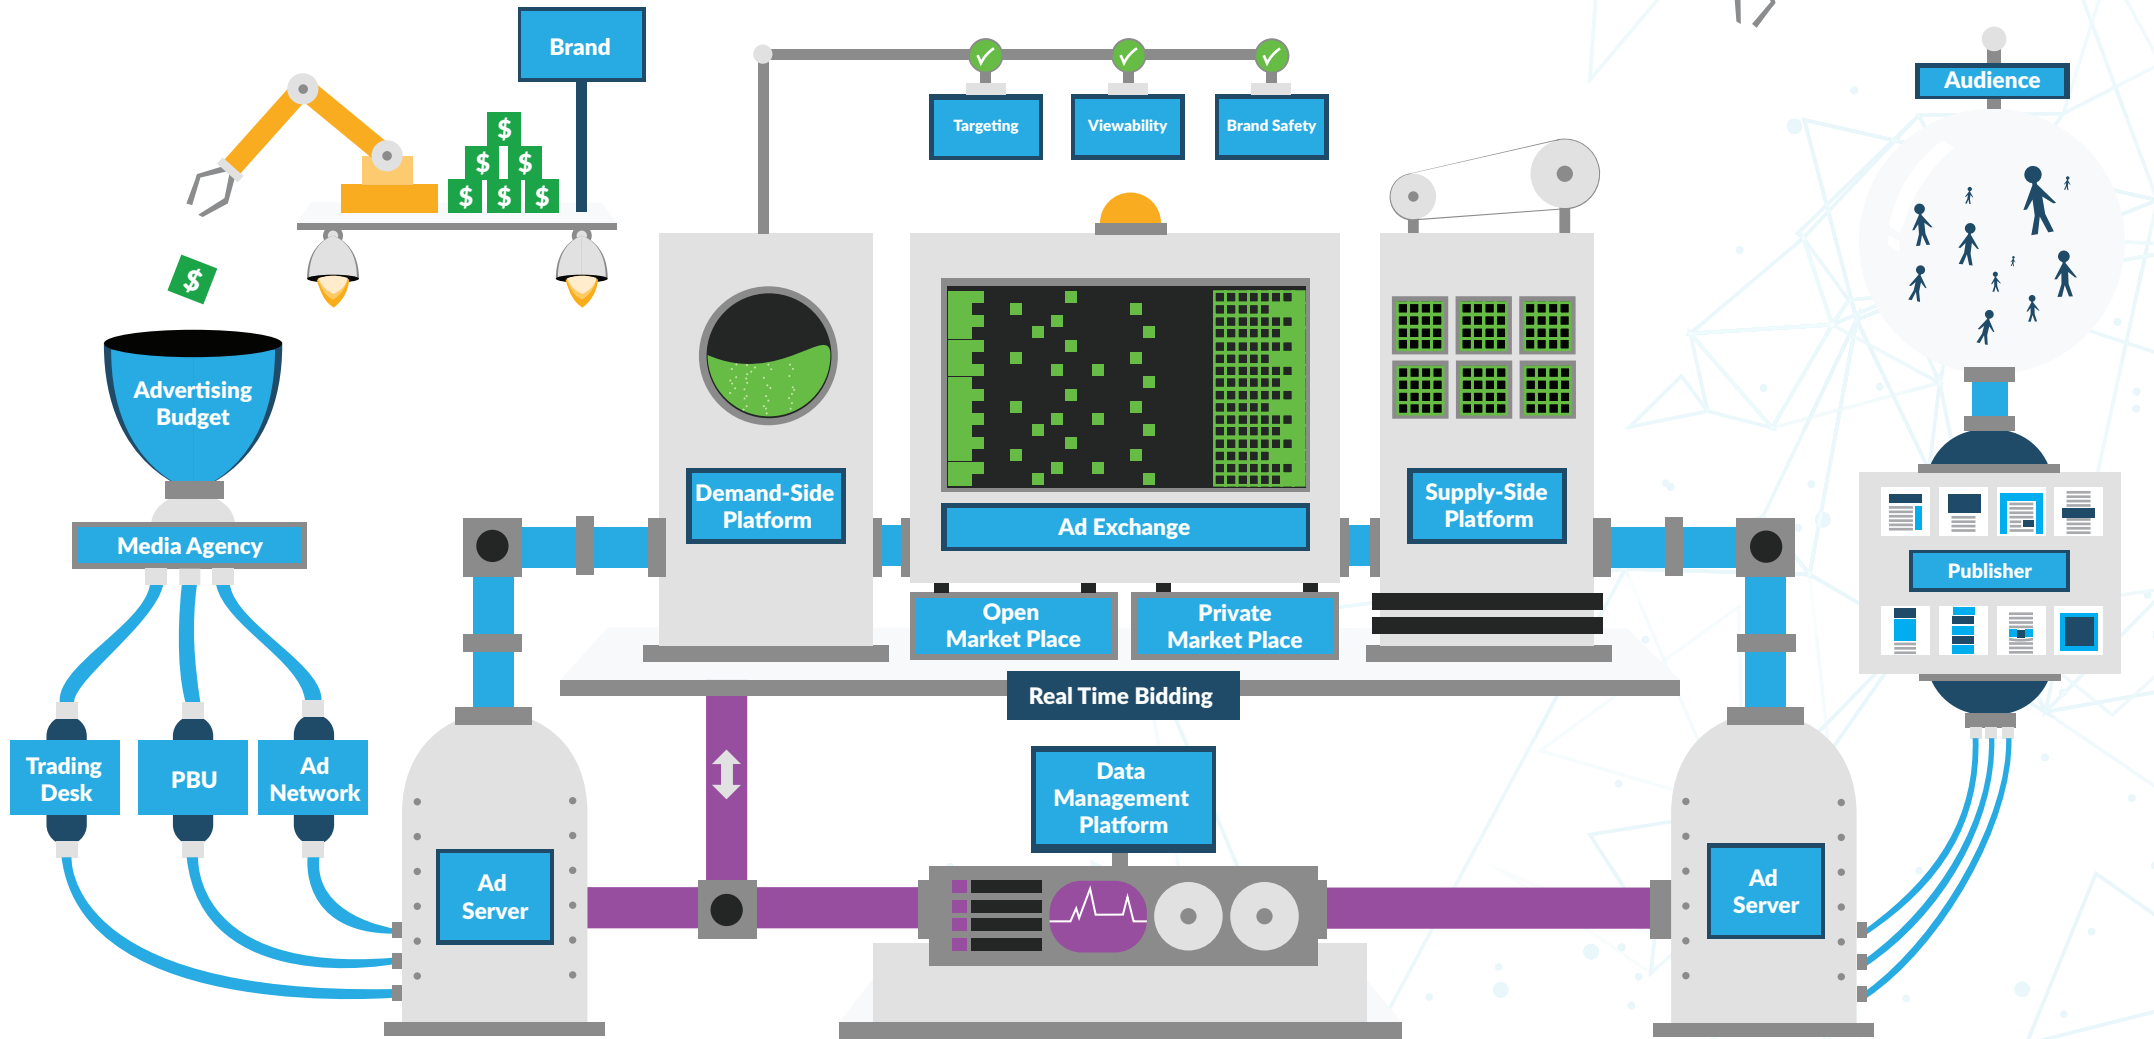 Brand
$
$ $
$ $ $
$
Advertising
Budget
Media Agency
Trading
Desk
PBU
Ad
Network
Ad
Server
Demand-Side
Platform
Targeting
Viewability
Brand Safety
Ad Exchange
Open
Market Place
Private
Market Place
Real Time Bidding
Supply-Side
Platform
Data
Management
Platform
Ad
Server
Audience
Publisher